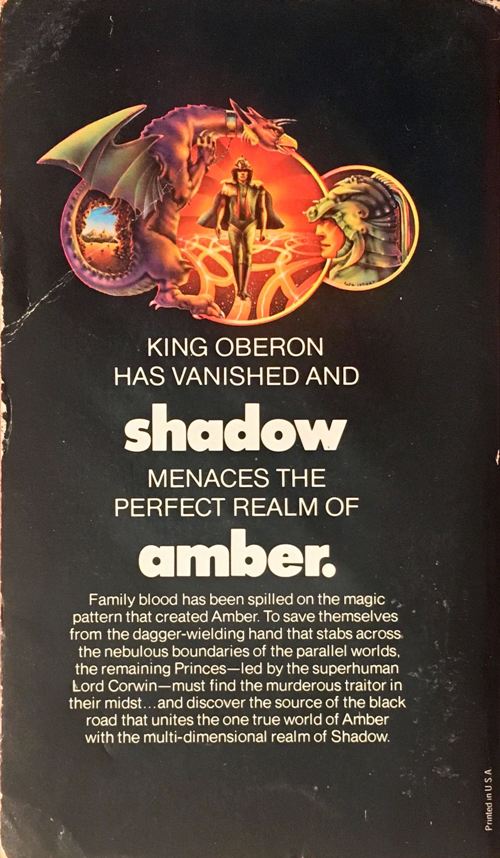 KING OBERON
HAS VANISHED AND
shadow
MENACES THE
PERFECT REALM OF
amber.
Family blood has been spilled on the magic
pattern that created Amber. To save themselves
from the dagger-wielding hand that stabs across
the nebulous boundaries of the parallel worlds,
the remaining Princes—led by the superhuman
Lord Corwin—must find the murderous traitor in
their midst...and discover the source of the black
road that unites the one true world of Amber
with the multi-dimensional realm of Shadow.
Printed in U.S.A.